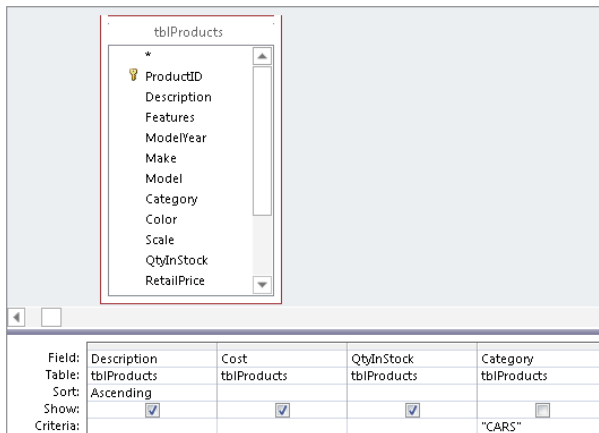 tblProducts
*
ProductID
Description
Features
ModelYear
Make
Model
Category
Color
Scale
QtyInStock
RetailPrice
Field: Description Cost QtyInStock Category
Table: tblProducts tblProducts tblProducts tblProducts
Sort: Ascending
Show:
Criteria: "CARS"